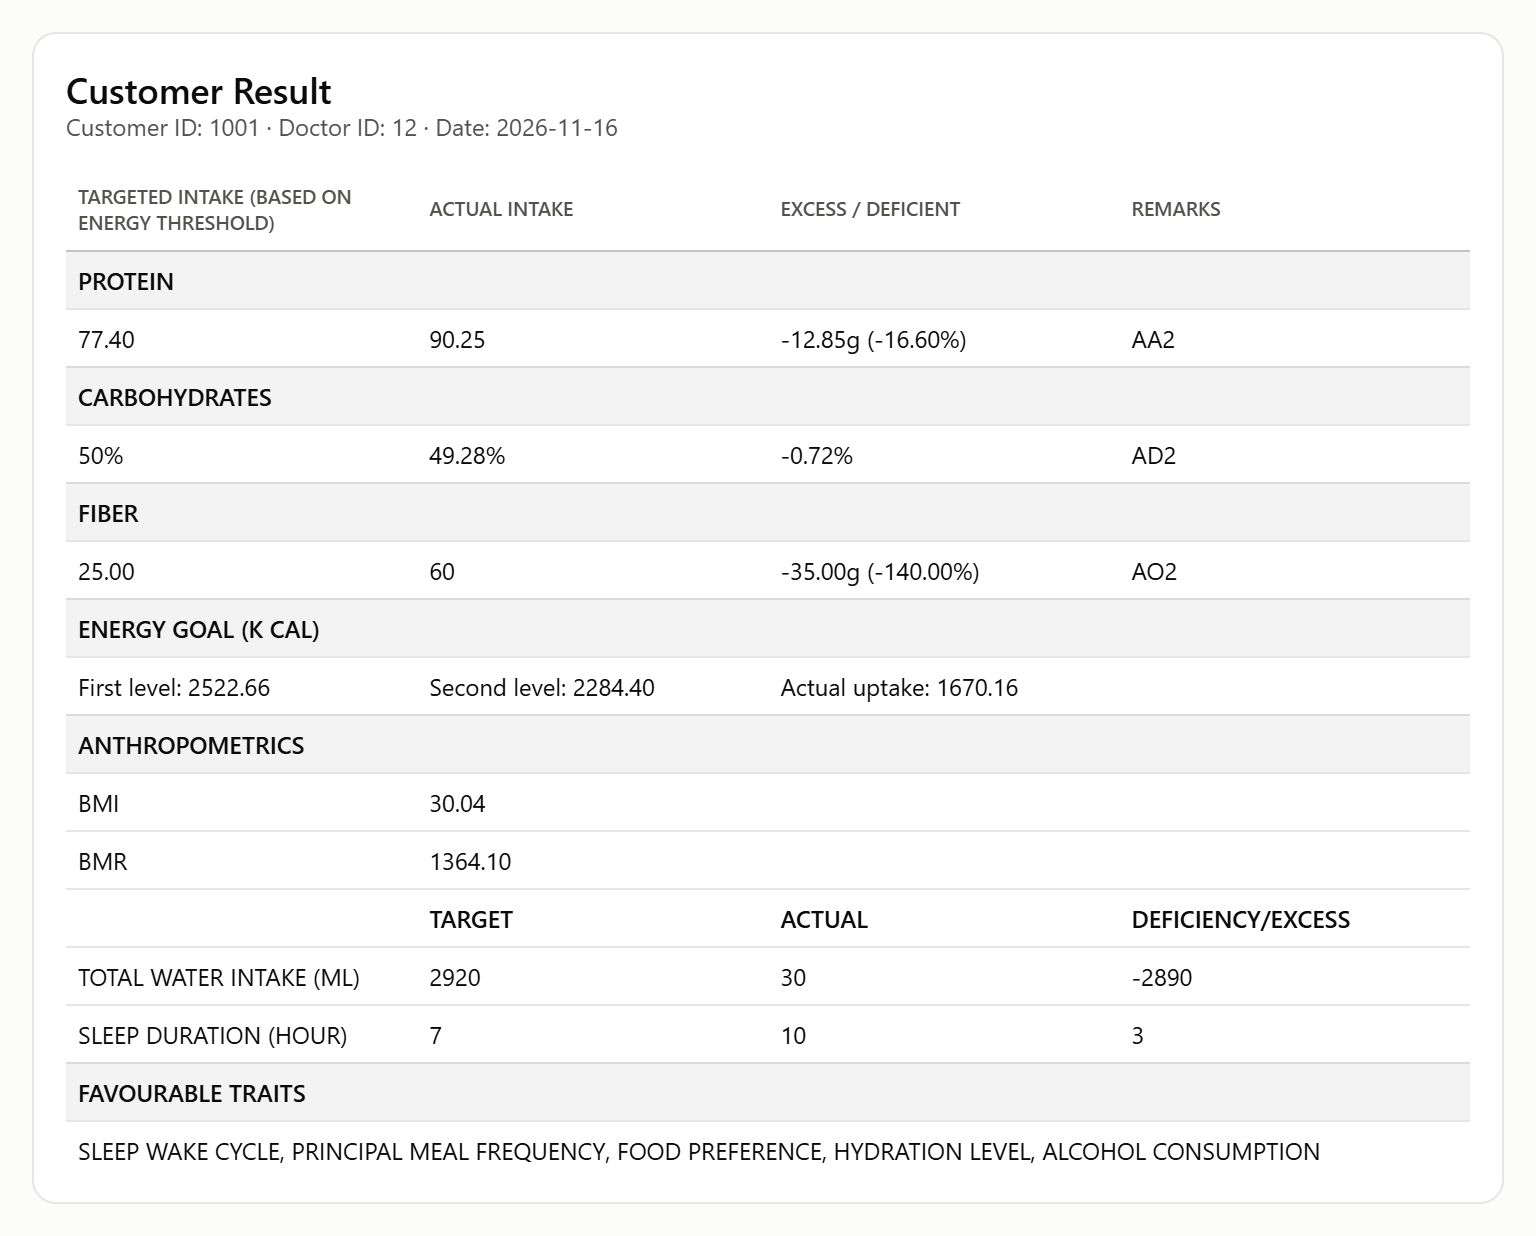 Customer Result
Customer ID: 1001 · Doctor ID: 12 · Date: 2026-11-16
TARGETED INTAKE (BASED ON ENERGY THRESHOLD) ACTUAL INTAKE EXCESS / DEFICIENT REMARKS
PROTEIN
77.40 90.25 -12.85g (-16.60%) AA2
CARBOHYDRATES
50% 49.28% -0.72% AD2
FIBER
25.00 60 -35.00g (-140.00%) AO2
ENERGY GOAL (K CAL)
First level: 2522.66 Second level: 2284.40 Actual uptake: 1670.16
ANTHROPOMETRICS
BMI 30.04
BMR 1364.10
TARGET ACTUAL DEFICIENCY/EXCESS
TOTAL WATER INTAKE (ML) 2920 30 -2890
SLEEP DURATION (HOUR) 7 10 3
FAVOURABLE TRAITS
SLEEP WAKE CYCLE, PRINCIPAL MEAL FREQUENCY, FOOD PREFERENCE, HYDRATION LEVEL, ALCOHOL CONSUMPTION